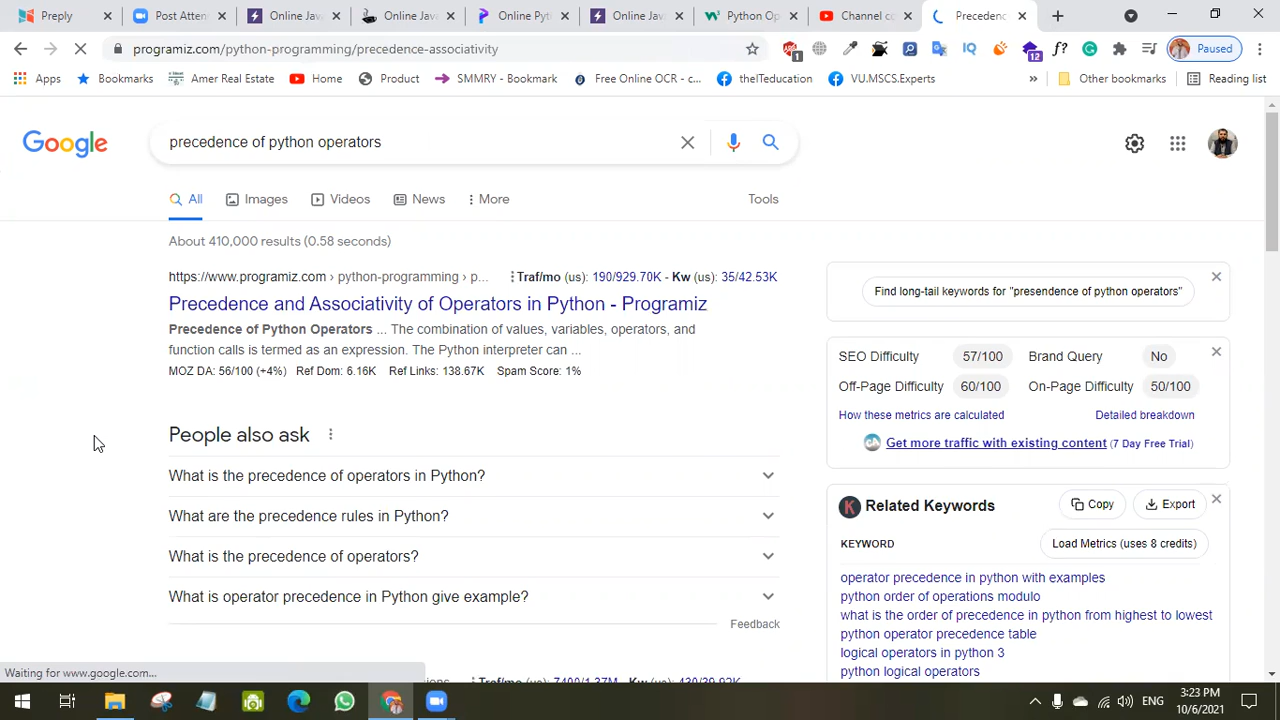 Preply
Post Atten
Online Jav
Online Jav
Online Pyt
Online Jav
Python Op
Channel co
Precedenc
programiz.com/python-programming/precedence-associativity
1
12
Paused
Apps
Bookmarks
Amer Real Estate
Home
Product
SMMRY - Bookmark
Free Online OCR - c...
theITeducation
VU.MSCS.Experts
Other bookmarks
Reading list
Google
precedence of python operators
All
Images
Videos
News
More
Tools
About 410,000 results (0.58 seconds)
https://www.programiz.com › python-programming › p...
Traf/mo (us): 190/929.70K - Kw (us): 35/42.53K
Precedence and Associativity of Operators in Python - Programiz
Precedence of Python Operators ... The combination of values, variables, operators, and
function calls is termed as an expression. The Python interpreter can ...
MOZ DA: 56/100 (+4%) Ref Dom: 6.16K Ref Links: 138.67K Spam Score: 1%
People also ask
What is the precedence of operators in Python?
What are the precedence rules in Python?
What is the precedence of operators?
What is operator precedence in Python give example?
Feedback
Find long-tail keywords for "presendence of python operators"
SEO Difficulty 57/100 Brand Query No
Off-Page Difficulty 60/100 On-Page Difficulty 50/100
How these metrics are calculated
Detailed breakdown
Get more traffic with existing content (7 Day Free Trial)
Related Keywords
Copy
Export
KEYWORD
Load Metrics (uses 8 credits)
operator precedence in python with examples
python order of operations modulo
what is the order of precedence in python from highest to lowest
python operator precedence table
logical operators in python 3
python logical operators
Waiting for www.google.com...
ENG
3:23 PM
10/6/2021